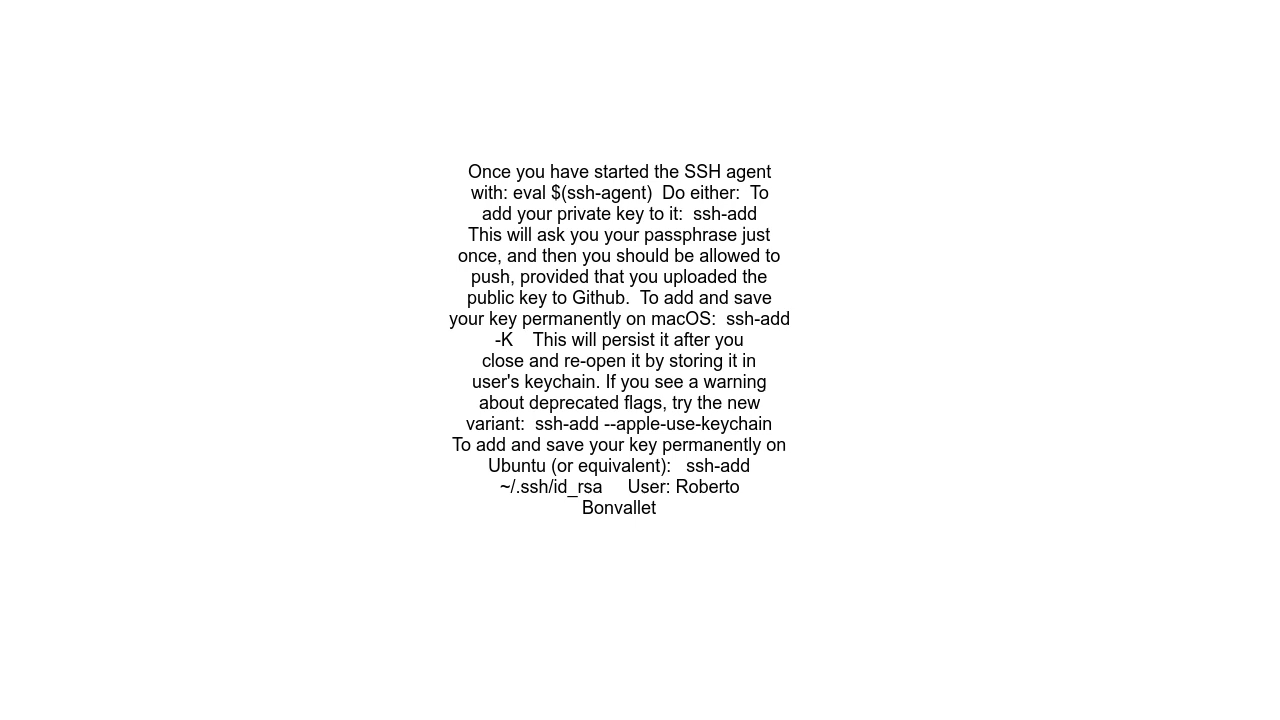 Once you have started the SSH agent
with: eval $(ssh-agent)  Do either:  To
add your private key to it:  ssh-add
This will ask you your passphrase just
once, and then you should be allowed to
push, provided that you uploaded the
public key to Github.  To add and save
your key permanently on macOS:  ssh-add
-K    This will persist it after you
close and re-open it by storing it in
user's keychain. If you see a warning
about deprecated flags, try the new
variant:  ssh-add --apple-use-keychain
To add and save your key permanently on
Ubuntu (or equivalent):   ssh-add
~/.ssh/id_rsa     User: Roberto
Bonvallet